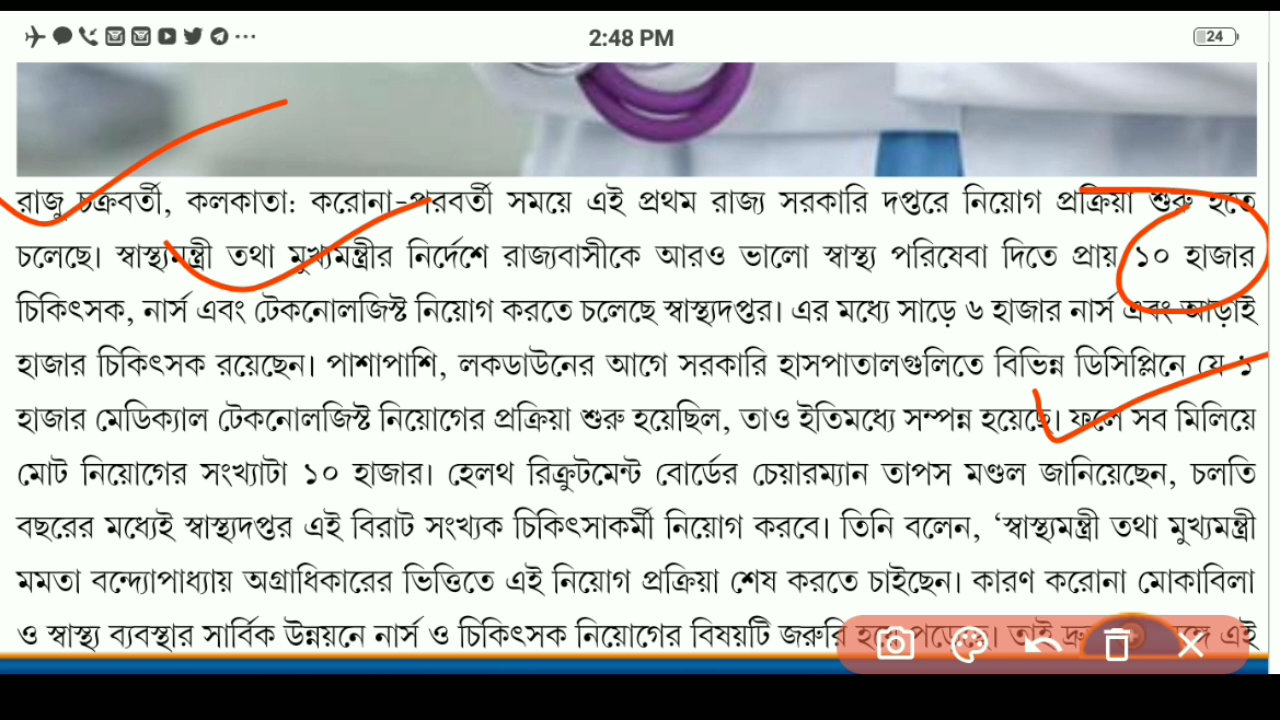 2:48 PM
24
রাজু চক্রবর্তী, কলকাতা: করোনা-পরবর্তী সময়ে এই প্রথম রাজ্য সরকারি দপ্তরে নিয়োগ প্রক্রিয়া শুরু হতে
চলেছে। স্বাস্থ্যমন্ত্রী তথা মুখ্যমন্ত্রীর নির্দেশে রাজ্যবাসীকে আরও ভালো স্বাস্থ্য পরিষেবা দিতে প্রায় ১০ হাজার
চিকিৎসক, নার্স এবং টেকনোলজিস্ট নিয়োগ করতে চলেছে স্বাস্থ্যদপ্তর। এর মধ্যে সাড়ে ৬ হাজার নার্স এবং আড়াই
হাজার চিকিৎসক রয়েছেন। পাশাপাশি, লকডাউনের আগে সরকারি হাসপাতালগুলিতে বিভিন্ন ডিসিপ্লিনে যে ১
হাজার মেডিক্যাল টেকনোলজিস্ট নিয়োগের প্রক্রিয়া শুরু হয়েছিল, তাও ইতিমধ্যে সম্পন্ন হয়েছে। ফলে সব মিলিয়ে
মোট নিয়োগের সংখ্যাটা ১০ হাজার। হেলথ রিক্রুটমেন্ট বোর্ডের চেয়ারম্যান তাপস মণ্ডল জানিয়েছেন, চলতি
বছরের মধ্যেই স্বাস্থ্যদপ্তর এই বিরাট সংখ্যক চিকিৎসাকর্মী নিয়োগ করবে। তিনি বলেন, ‘স্বাস্থ্যমন্ত্রী তথা মুখ্যমন্ত্রী
মমতা বন্দ্যোপাধ্যায় অগ্রাধিকারের ভিত্তিতে এই নিয়োগ প্রক্রিয়া শেষ করতে চাইছেন। কারণ করোনা মোকাবিলা
ও স্বাস্থ্য ব্যবস্থার সার্বিক উন্নয়নে নার্স ও চিকিৎসক নিয়োগের বিষয়টি জরুরি হয়ে পড়েছে। তাই এই